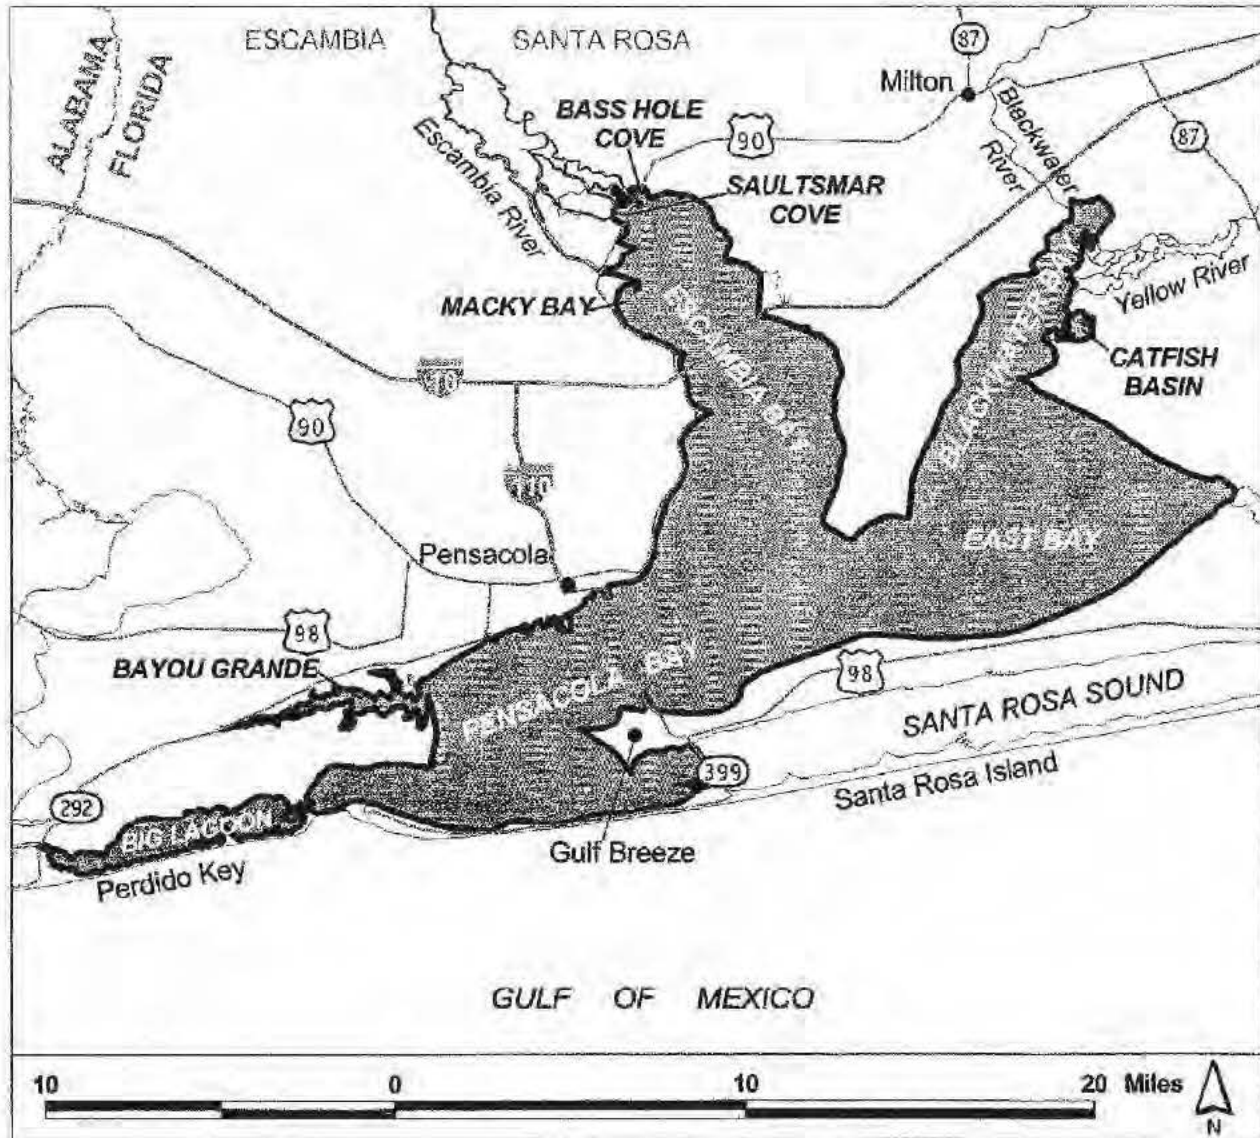 ESCAMBIA
SANTA ROSA
87
Milton
ALABAMA
FLORIDA
BASS HOLE
COVE
90
Blackwater
River
87
Escambia River
SAULTSMAR
COVE
MACKY BAY
Yellow River
ESCAMBIA BAY
BLACKWATER BAY
CATFISH
BASIN
10
90
110
EAST BAY
Pensacola
98
BAYOU GRANDE
PENSACOLA BAY
98
SANTA ROSA SOUND
399
Santa Rosa Island
292
BIG LAGOON
Gulf Breeze
Perdido Key
GULF OF MEXICO
10 0 10 20 Miles
N